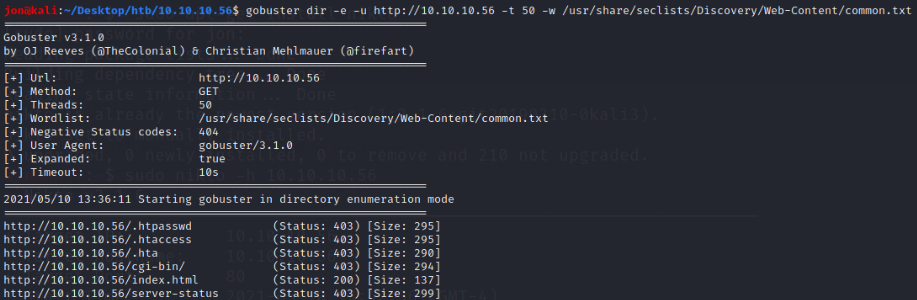 jon@kali:~/Desktop/htb/10.10.10.56$ gobuster dir -e -u http://10.10.10.56 -t 50 -w /usr/share/seclists/Discovery/Web-Content/common.txt
Gobuster v3.1.0
by OJ Reeves (@TheColonial) & Christian Mehlmauer (@firefart)
[+] Url: http://10.10.10.56
[+] Method: GET
[+] Threads: 50
[+] Wordlist: /usr/share/seclists/Discovery/Web-Content/common.txt
[+] Negative Status codes: 404
[+] User Agent: gobuster/3.1.0
[+] Expanded: true
[+] Timeout: 10s
2021/05/10 13:36:11 Starting gobuster in directory enumeration mode
http://10.10.10.56/.htpasswd (Status: 403) [Size: 295]
http://10.10.10.56/.htaccess (Status: 403) [Size: 295]
http://10.10.10.56/.hta (Status: 403) [Size: 290]
http://10.10.10.56/cgi-bin/ (Status: 403) [Size: 294]
http://10.10.10.56/index.html (Status: 200) [Size: 137]
http://10.10.10.56/server-status (Status: 403) [Size: 299]